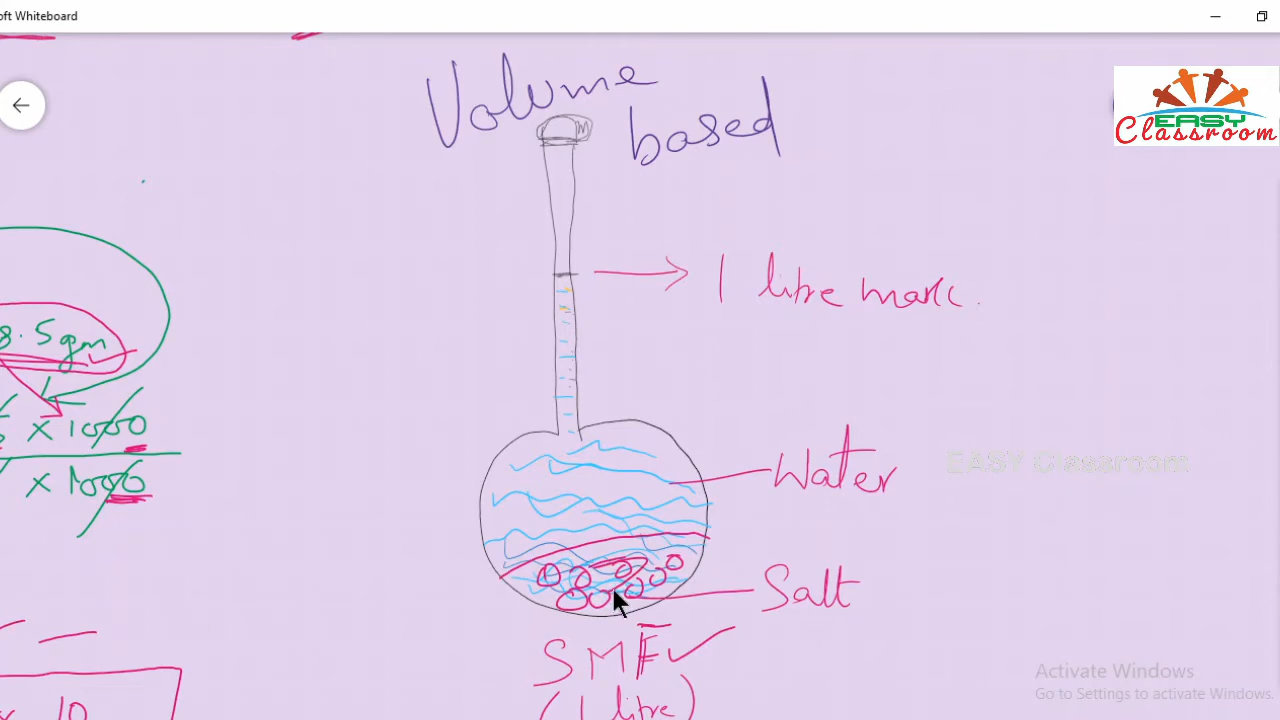 oft Whiteboard
Volume
based
EASY
Classroom
1 litre mark.
8.5gm
x 1000
x 1000
Water
EASY Classroom
Salt
SMF
(1 litre)
10
Activate Windows
Go to Settings to activate Windows.